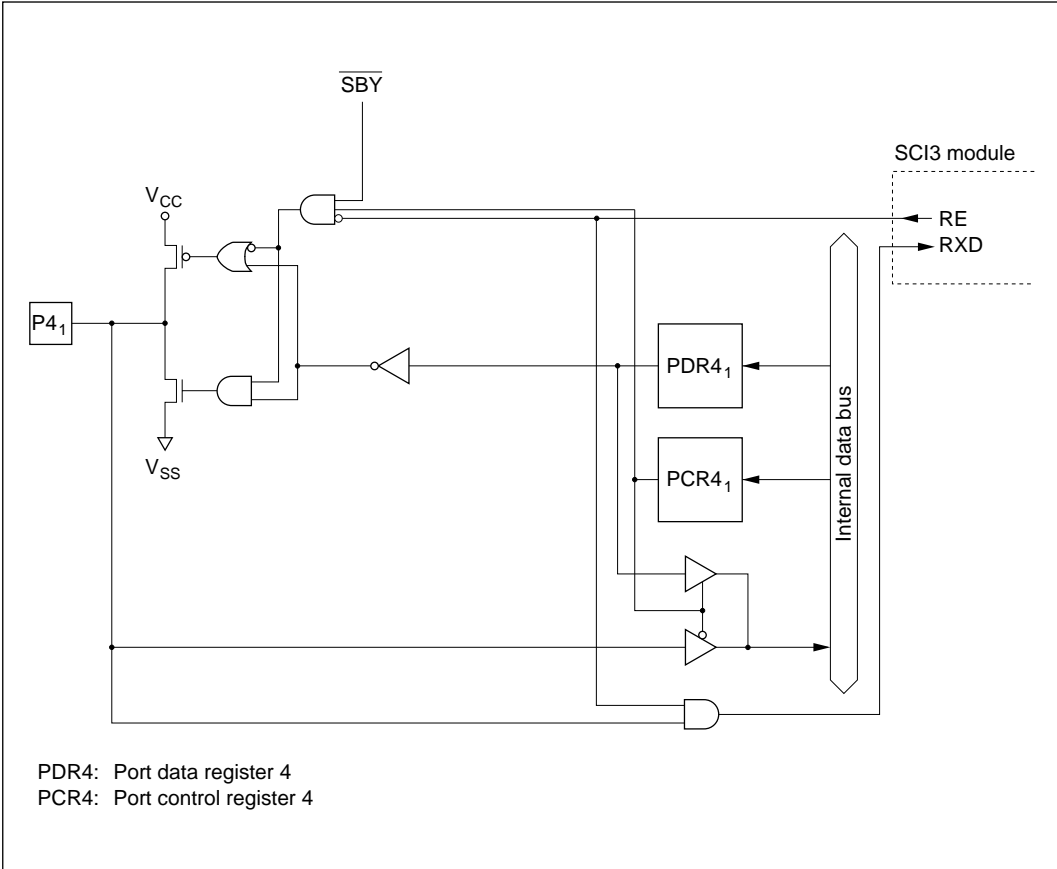 SBY
SCI3 module
VCC
RE
RXD
P41
PDR41
VSS
PCR41
Internal data bus
PDR4: Port data register 4
PCR4: Port control register 4